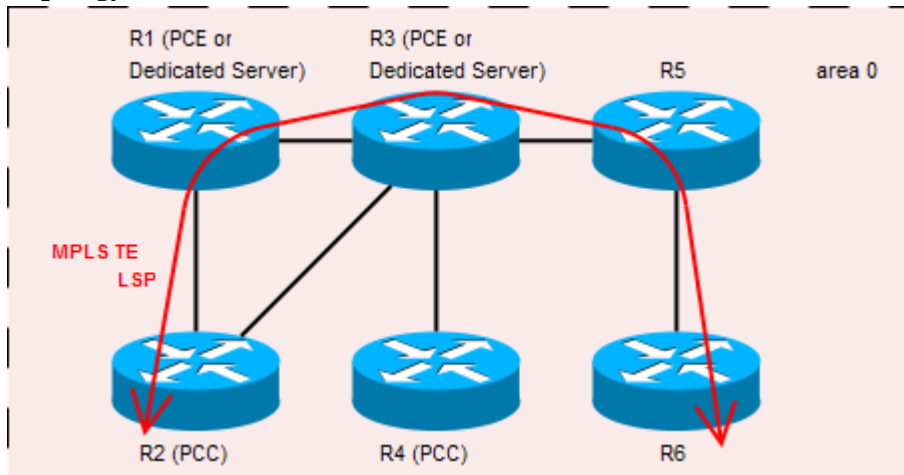 R1 (PCE or
Dedicated Server)
R3 (PCE or
Dedicated Server)
R5
area 0
MPLS TE
LSP
R2 (PCC)
R4 (PCC)
R6